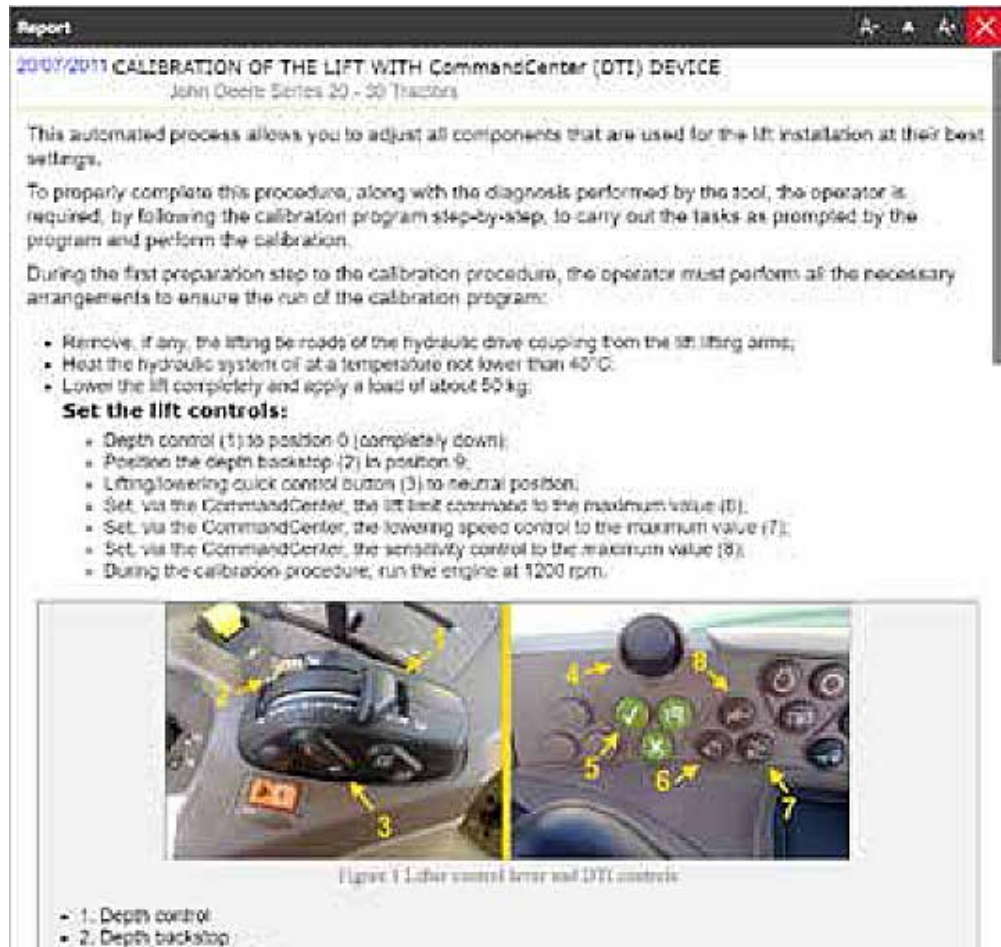 Report A- A A+
20/07/2011 CALIBRATION OF THE LIFT WITH CommandCenter (DTI) DEVICE
John Deere Series 20 - 30 Tractors
This automated process allows you to adjust all components that are used for the lift installation at their best
settings.
To properly complete this procedure, along with the diagnosis performed by the tool, the operator is
required, by following the calibration program step-by-step, to carry out the tasks as prompted by the
program and perform the calibration.
During the first preparation step to the calibration procedure, the operator must perform all the necessary
arrangements to ensure the run of the calibration program:
• Remove, if any, the lifting tie roads of the hydraulic drive coupling from the lift lifting arms;
• Heat the hydraulic system oil at a temperature not lower than 40°C.
• Lower the lift completely and apply a load of about 50 kg;
Set the lift controls:
• Depth control (1) to position 0 (completely down);
• Position the depth backstop (2) in position 9;
• Lifting/lowering quick control button (3) to neutral position;
• Set, via the CommandCenter, the lift limit command to the maximum value (6);
• Set, via the CommandCenter, the lowering speed control to the maximum value (7);
• Set, via the CommandCenter, the sensitivity control to the maximum value (8);
• During the calibration procedure, run the engine at 1200 rpm.
1
2
3
4
8
5
6
7
Figure 1 Lifter control lever and DTI controls
• 1. Depth control
• 2. Depth backstop